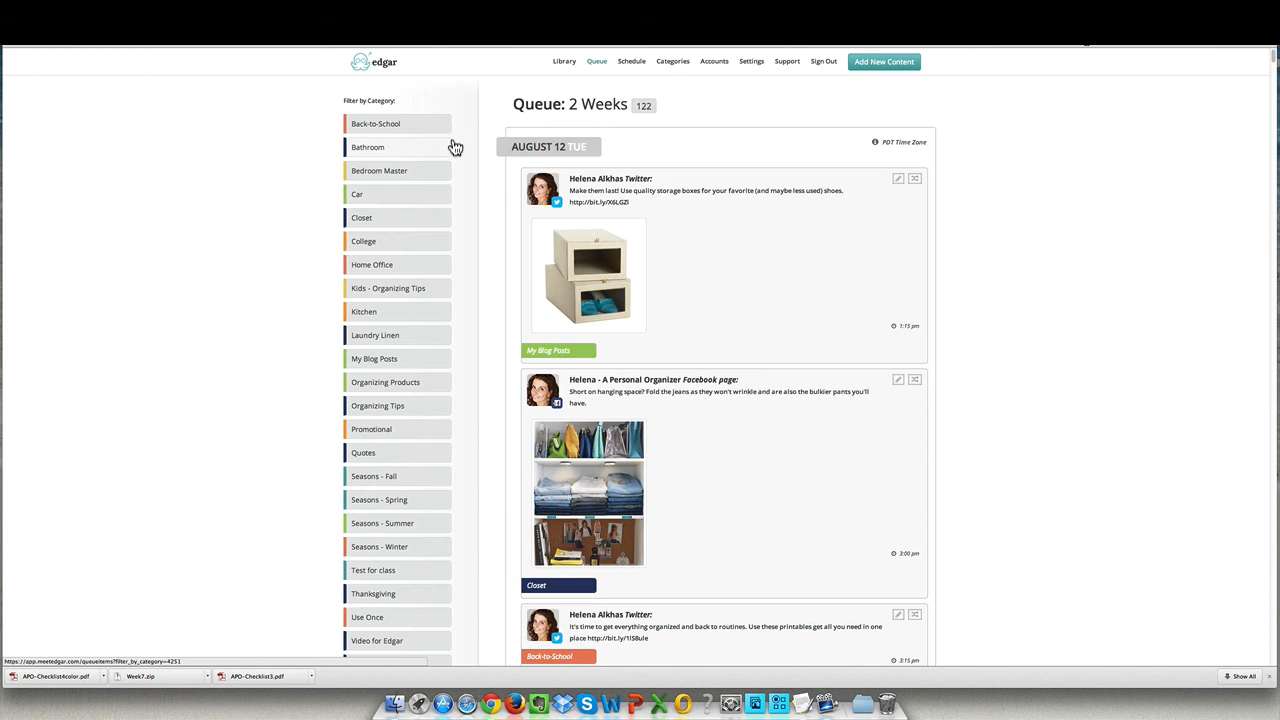 edgar
Library Queue Schedule Categories Accounts Settings Support Sign Out Add New Content
Filter by Category:
Back-to-School
Bathroom
Bedroom Master
Car
Closet
College
Home Office
Kids - Organizing Tips
Kitchen
Laundry Linen
My Blog Posts
Organizing Products
Organizing Tips
Promotional
Quotes
Seasons - Fall
Seasons - Spring
Seasons - Summer
Seasons - Winter
Test for class
Thanksgiving
Use Once
Video for Edgar
Queue: 2 Weeks 122
AUGUST 12 TUE
PDT Time Zone
Helena Alkhas Twitter:
Make them last! Use quality storage boxes for your favorite (and maybe less used) shoes.
http://bit.ly/X6LGZl
1:15 pm
My Blog Posts
Helena - A Personal Organizer Facebook page:
Short on hanging space? Fold the jeans as they won't wrinkle and are also the bulkier pants you'll
have.
3:00 pm
Closet
Helena Alkhas Twitter:
It's time to get everything organized and back to routines. Use these printables get all you need in one
place http://bit.ly/1lS8ule
Back-to-School
3:15 pm
https://app.meetedgar.com/queueitems?filter_by_category=4251
APO-Checklist4color.pdf Week7.zip APO-Checklist3.pdf Show All